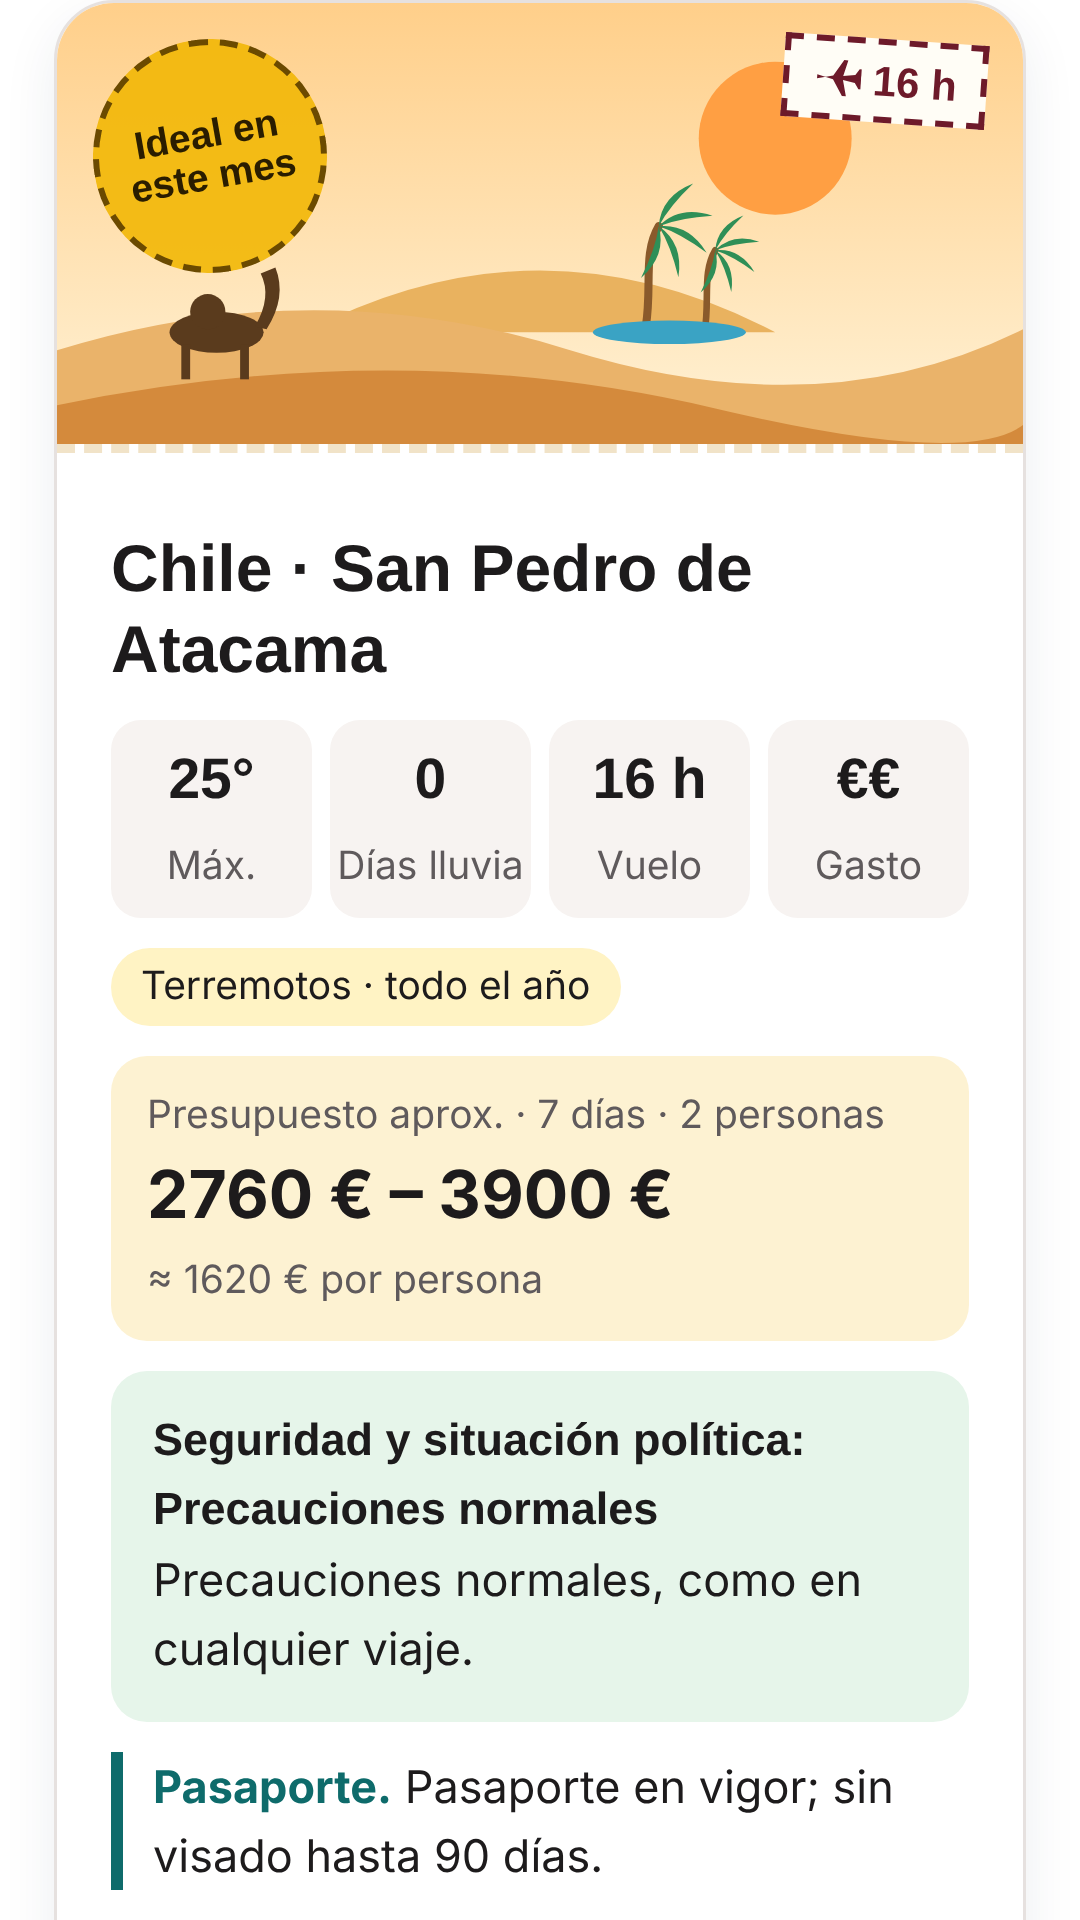 Ideal en
este mes
16 h
Chile · San Pedro de
Atacama
25°
Máx.
0
Días lluvia
16 h
Vuelo
€€
Gasto
Terremotos · todo el año
Presupuesto aprox. · 7 días · 2 personas
2760 € – 3900 €
≈ 1620 € por persona
Seguridad y situación política:
Precauciones normales
Precauciones normales, como en
cualquier viaje.
Pasaporte. Pasaporte en vigor; sin
visado hasta 90 días.